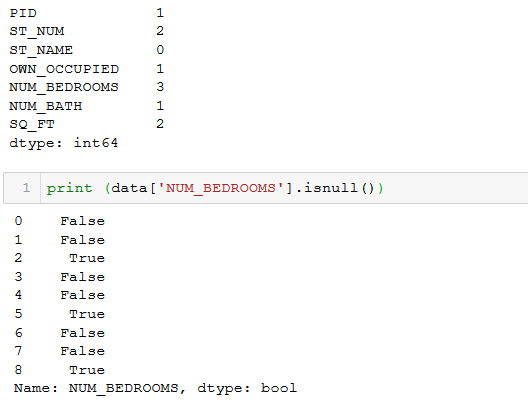 PID 1
ST_NUM 2
ST_NAME 0
OWN_OCCUPIED 1
NUM_BEDROOMS 3
NUM_BATH 1
SQ_FT 2
dtype: int64
1 print (data['NUM_BEDROOMS'].isnull())
0 False
1 False
2 True
3 False
4 False
5 True
6 False
7 False
8 True
Name: NUM_BEDROOMS, dtype: bool